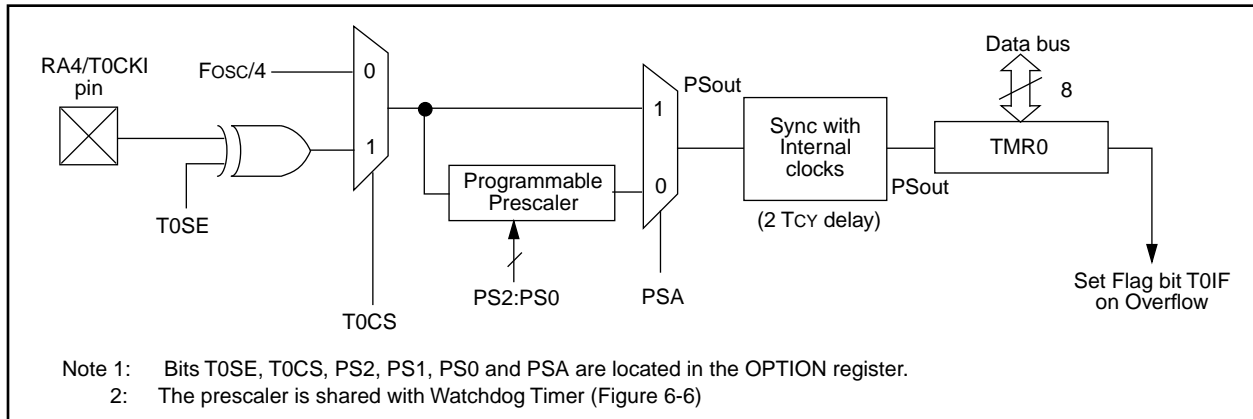 RA4/T0CKI
pin
FOSC/4
0
1
T0SE
T0CS
Programmable
Prescaler
PS2:PS0
1
0
PSA
PSout
Sync with
Internal
clocks
(2 TCY delay)
PSout
Data bus
8
TMR0
Set Flag bit T0IF
on Overflow
Note 1: Bits T0SE, T0CS, PS2, PS1, PS0 and PSA are located in the OPTION register.
2: The prescaler is shared with Watchdog Timer (Figure 6-6)